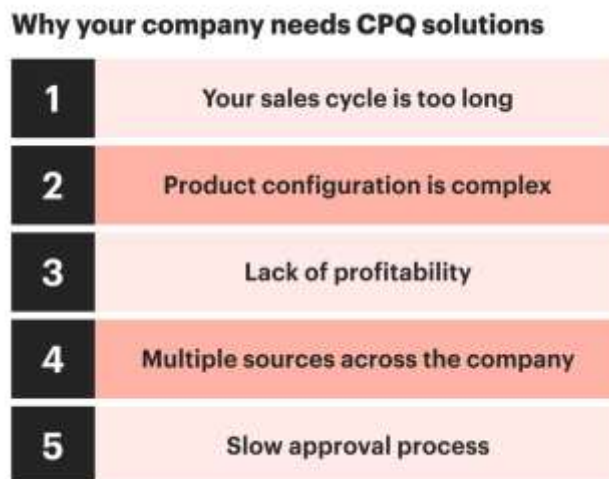 Why your company needs CPQ solutions
1 Your sales cycle is too long
2 Product configuration is complex
3 Lack of profitability
4 Multiple sources across the company
5 Slow approval process